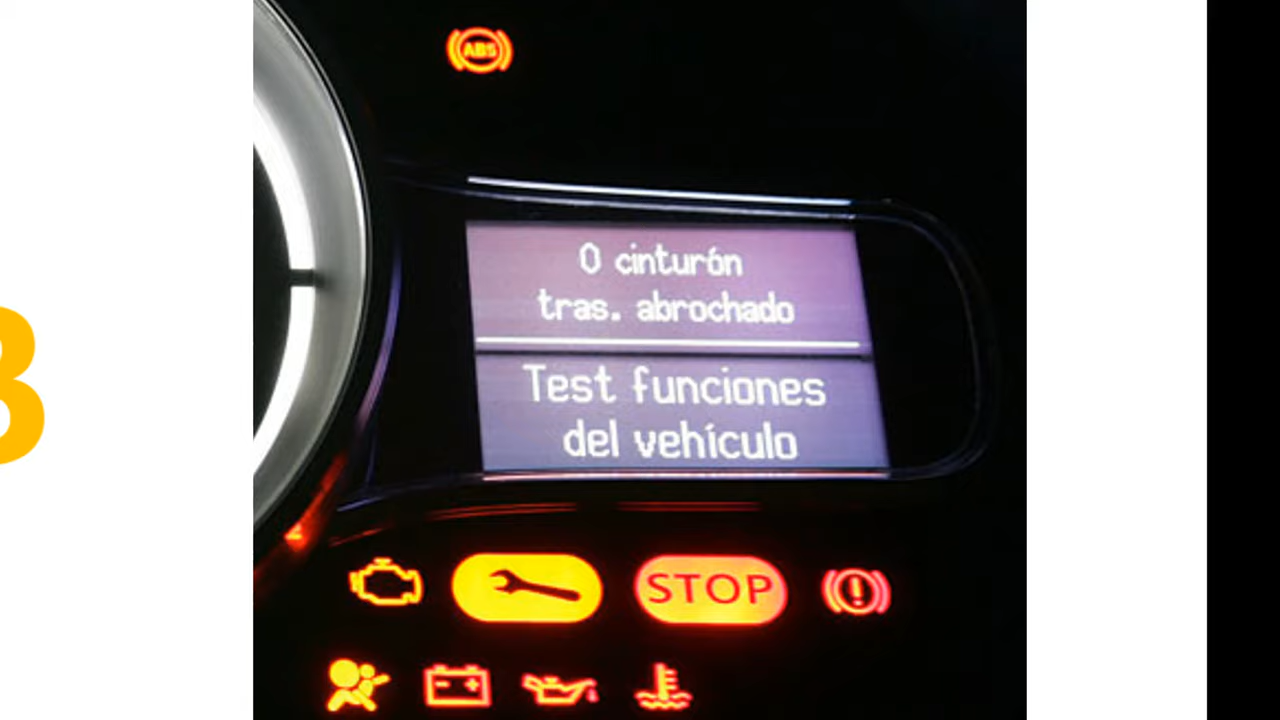 ABS
0 cinturón
tras. abrochado
Test funciones
del vehículo
STOP